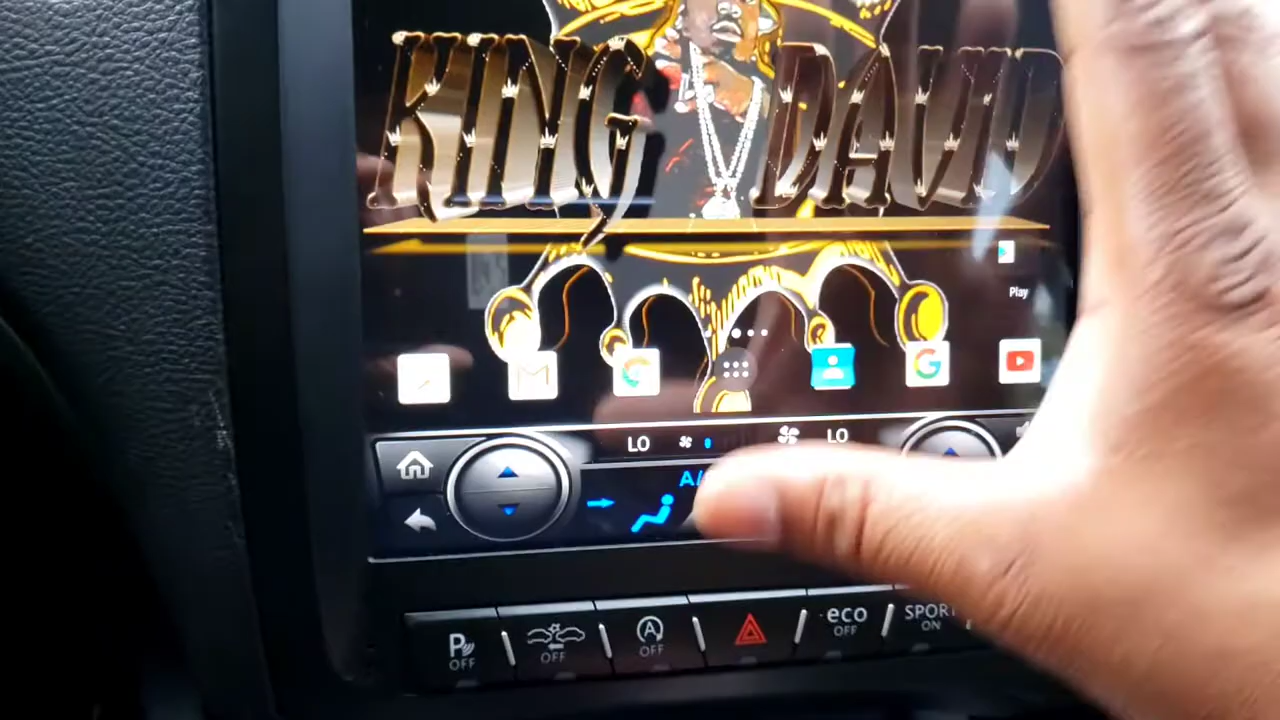 KING DAVID
Play
LO
LO
A/
P OFF
OFF
A OFF
eco OFF
SPORT ON